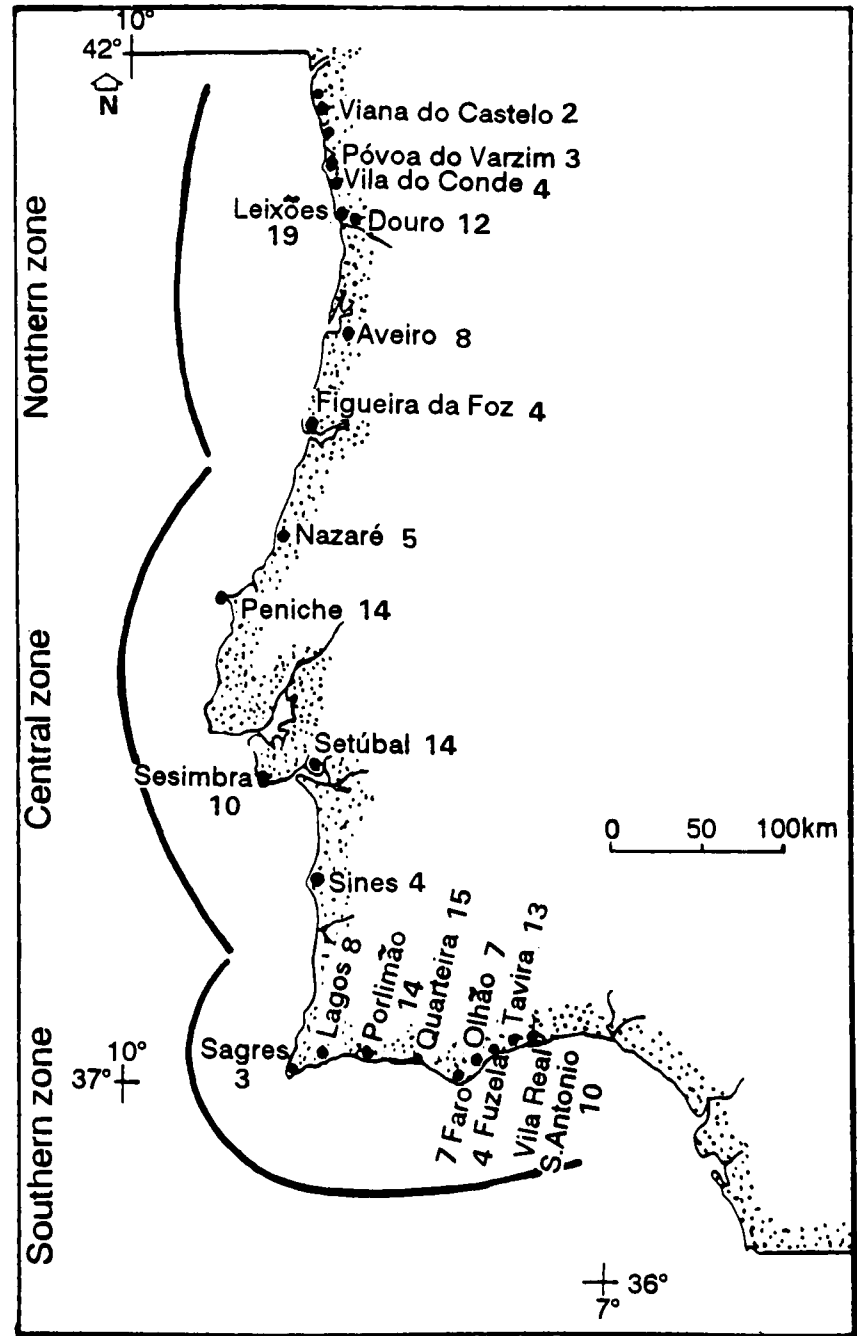 10°
42°
N
Viana do Castelo 2
Póvoa do Varzim 3
Vila do Conde 4
Leixões
19
Douro 12
Northern zone
Aveiro 8
Figueira da Foz 4
Nazaré 5
Peniche 14
Central zone
Setúbal 14
Sesimbra
10
0 50 100km
Sines 4
Lagos 8
Porlimão
14
Quarteira 15
Olhão 7
Tavira 13
Southern zone
10°
37°
Sagres
3
7 Faro
4 Fuzela
Vila Real
S.Antonio
10
36°
7°